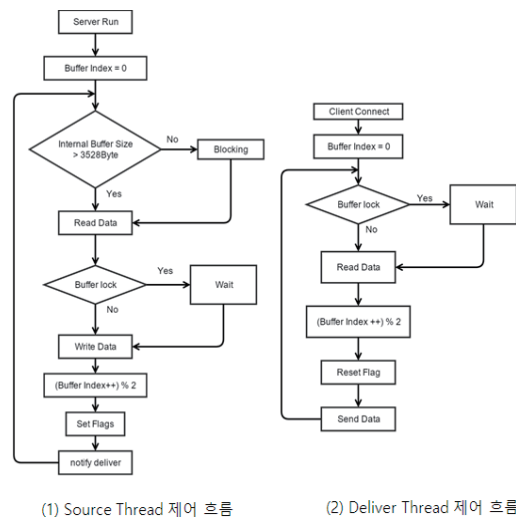 Server Run
Buffer Index = 0
Internal Buffer Size
> 3528Byte
No
Blocking
Yes
Read Data
Buffer lock
Yes
Wait
No
Write Data
(Buffer Index++) % 2
Set Flags
notify deliver
(1) Source Thread 제어 흐름
Client Connect
Buffer Index = 0
Buffer lock
Yes
Wait
No
Read Data
(Buffer Index ++) % 2
Reset Flag
Send Data
(2) Deliver Thread 제어 흐름